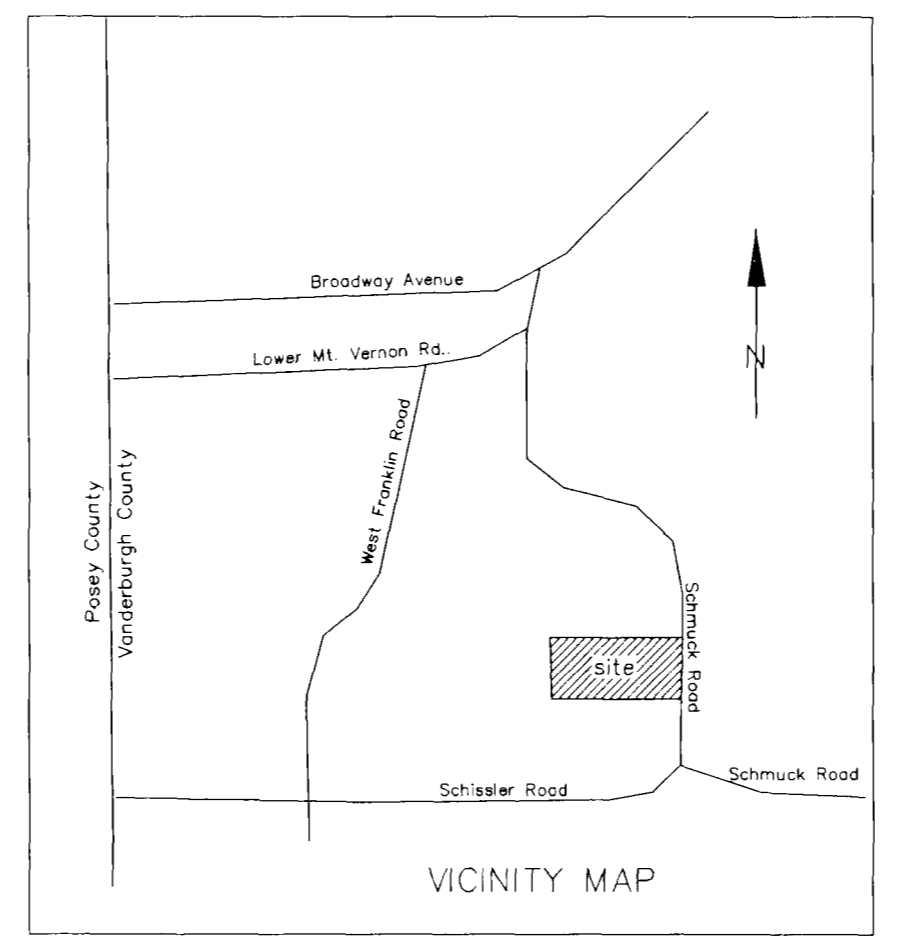 Broadway Avenue
N
Lower Mt. Vernon Rd..
West Franklin Road
Posey County
Vanderburgh County
Schmuck Road
site
Schmuck Road
Schissler Road
VICINITY MAP